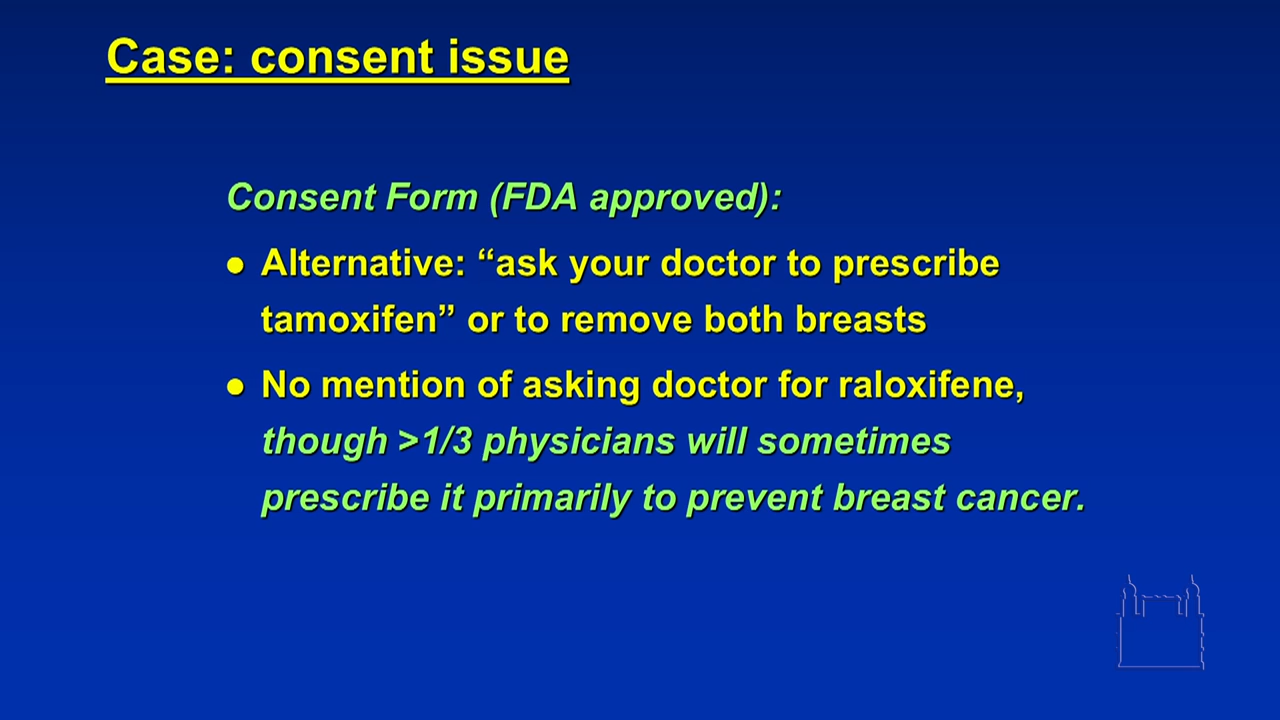 Case: consent issue
Consent Form (FDA approved):
● Alternative: “ask your doctor to prescribe
tamoxifen” or to remove both breasts
● No mention of asking doctor for raloxifene,
though >1/3 physicians will sometimes
prescribe it primarily to prevent breast cancer.